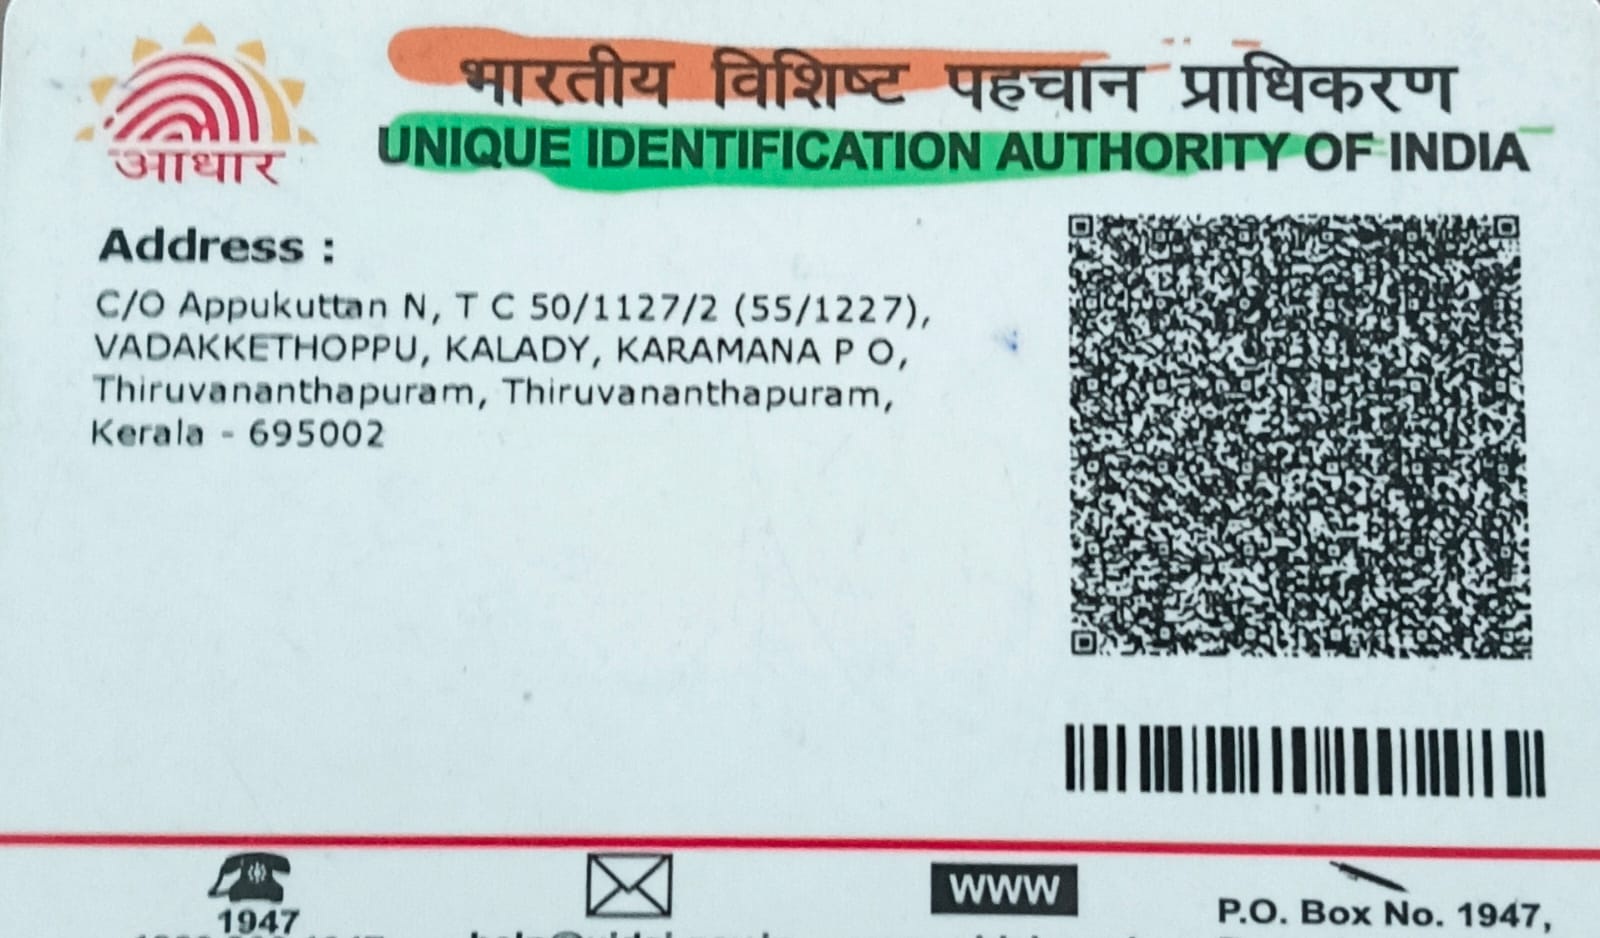 आधार
भारतीय विशिष्ट पहचान प्राधिकरण
UNIQUE IDENTIFICATION AUTHORITY OF INDIA
Address :
C/O Appukuttan N, T C 50/1127/2 (55/1227),
VADAKKETHOPPU, KALADY, KARAMANA P O,
Thiruvananthapuram, Thiruvananthapuram,
Kerala - 695002
1947
WWW
P.O. Box No. 1947,